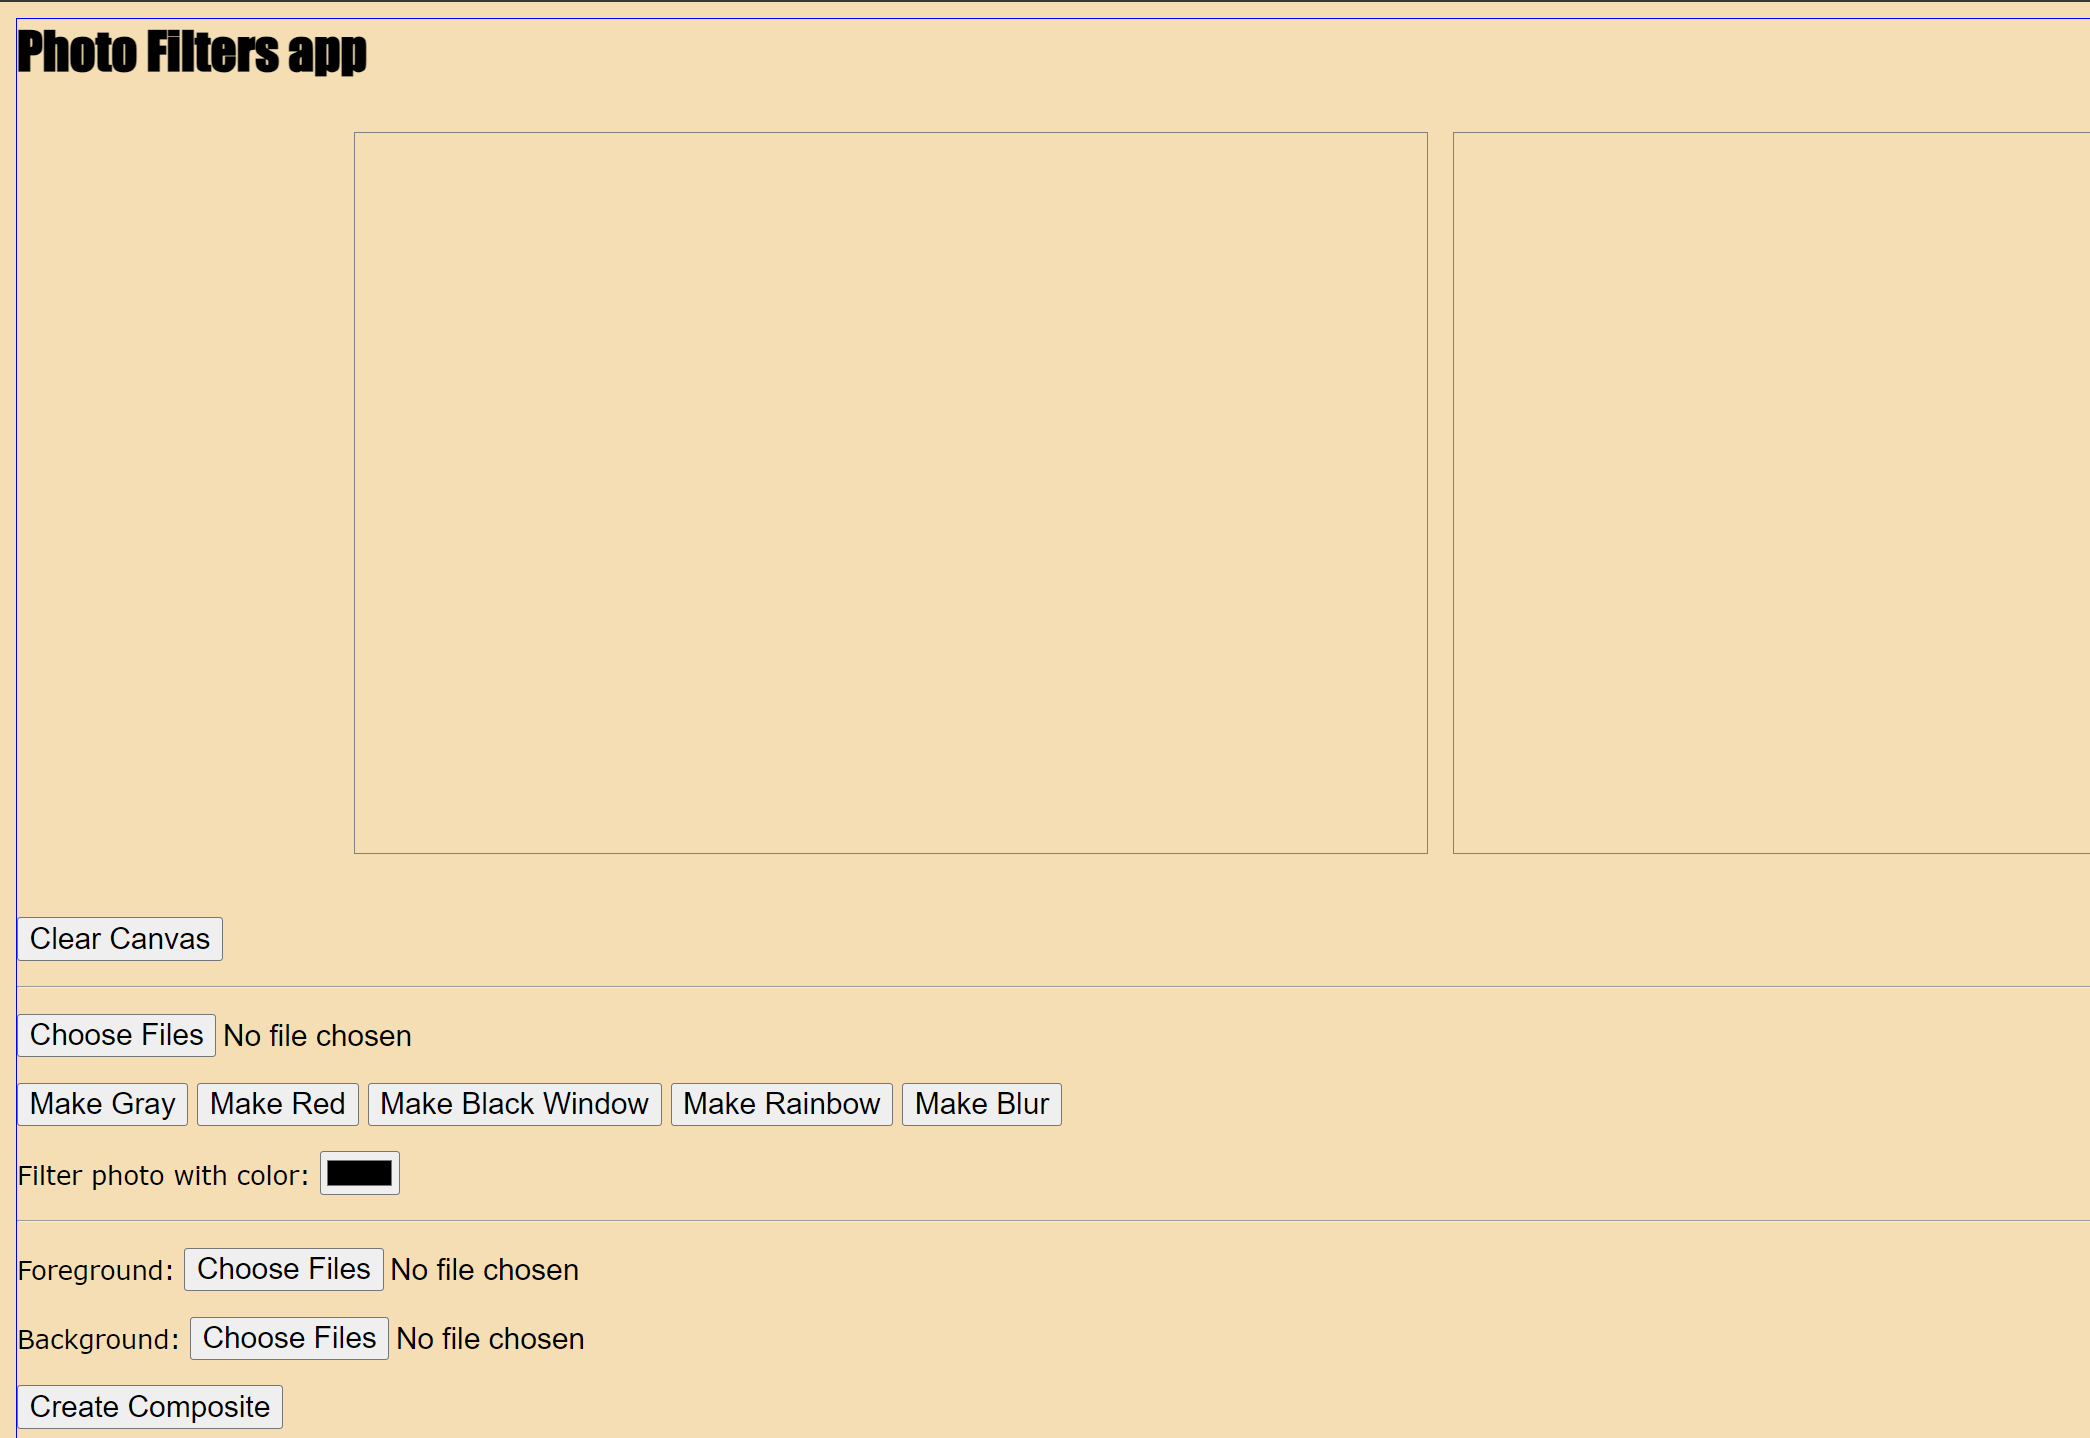 Photo Filters app
Clear Canvas
Choose Files No file chosen
Make Gray Make Red Make Black Window Make Rainbow Make Blur
Filter photo with color:
Foreground: Choose Files No file chosen
Background: Choose Files No file chosen
Create Composite